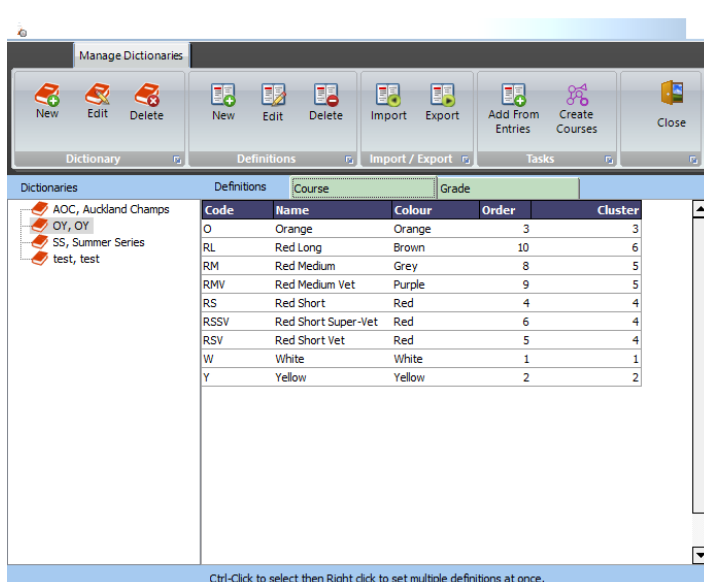 Manage Dictionaries
New Edit Delete New Edit Delete Import Export Add From Entries Create Courses Close
Dictionary Definitions Import / Export Tasks
Dictionaries Definitions Course Grade
AOC, Auckland Champs
OY, OY
SS, Summer Series
test, test
Code Name Colour Order Cluster
O Orange Orange 3 3
RL Red Long Brown 10 6
RM Red Medium Grey 8 5
RMV Red Medium Vet Purple 9 5
RS Red Short Red 4 4
RSSV Red Short Super-Vet Red 6 4
RSV Red Short Vet Red 5 4
W White White 1 1
Y Yellow Yellow 2 2
Ctrl-Click to select then Right click to set multiple definitions at once.